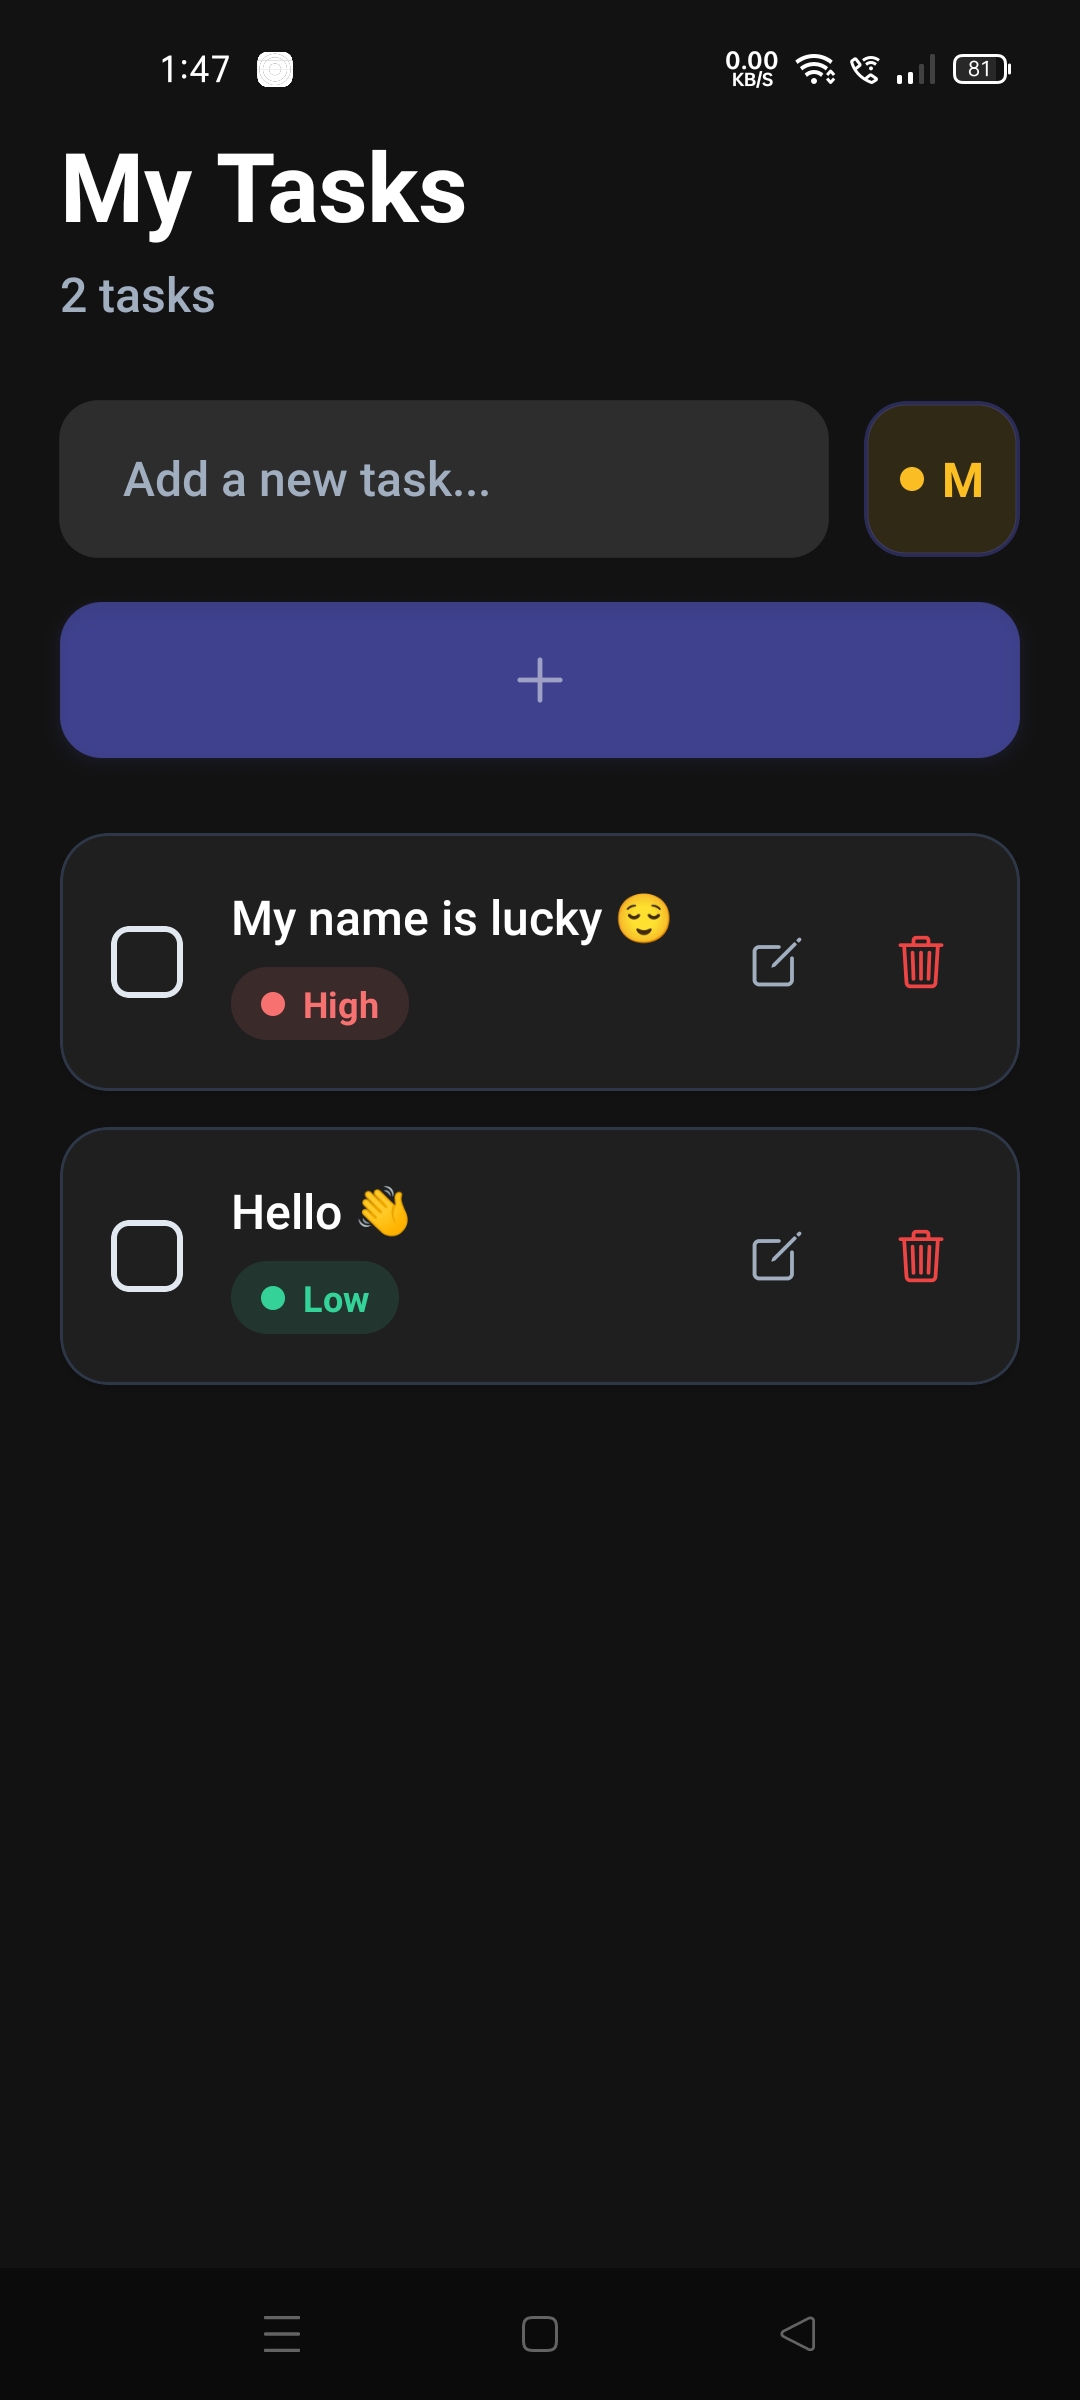 1:47
0.00
KB/S
81
My Tasks
2 tasks
Add a new task...
M
My name is lucky 😌
High
Hello 👋
Low